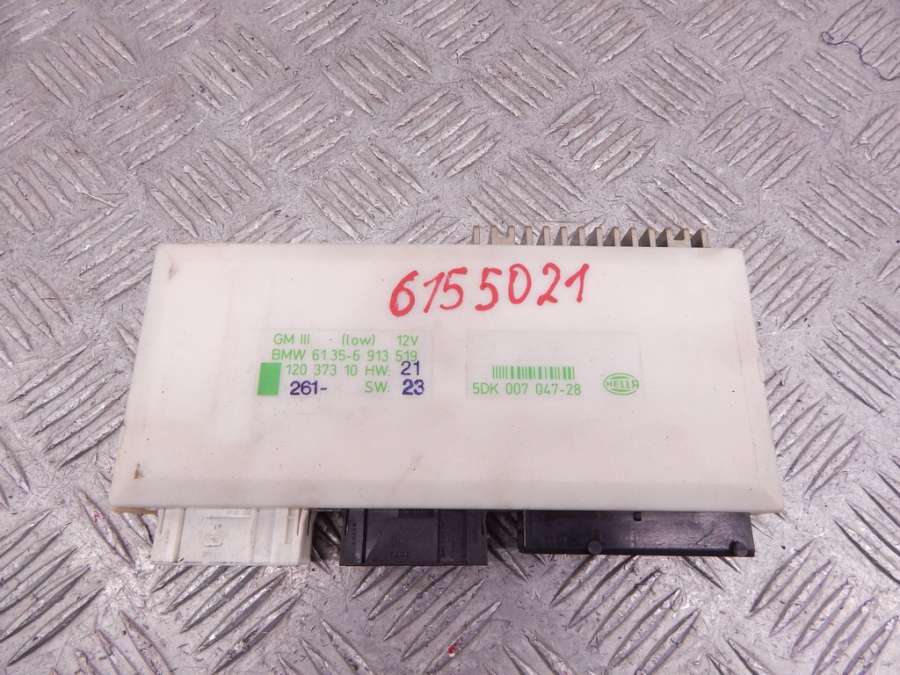 6155021
GM III (low) 12V
BMW 61.35-6 913 519
120 373 10 HW: 21
261- SW: 23
5DK 007 047-28
HELLA